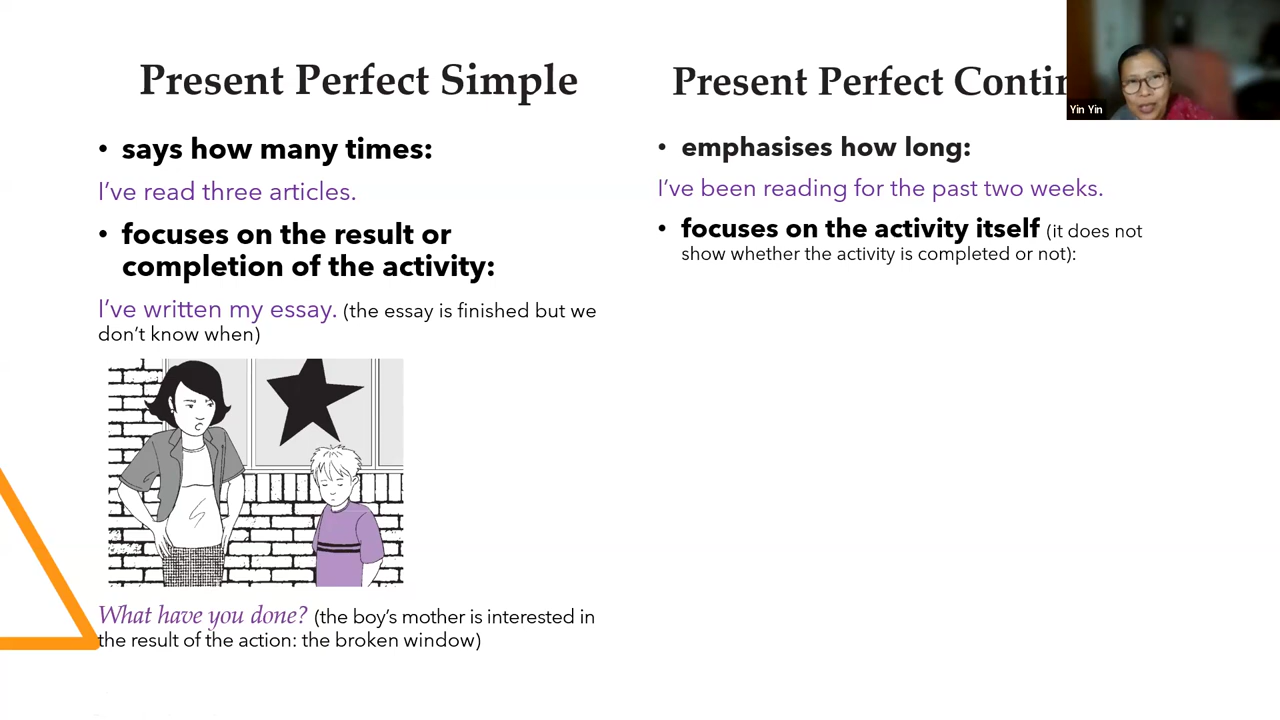 Present Perfect Simple
• says how many times:
I've read three articles.
• focuses on the result or
completion of the activity:
I've written my essay. (the essay is finished but we
don't know when)
What have you done? (the boy's mother is interested in
the result of the action: the broken window)
Present Perfect Contin
• emphasises how long:
I've been reading for the past two weeks.
• focuses on the activity itself (it does not
show whether the activity is completed or not):
Yin Yin